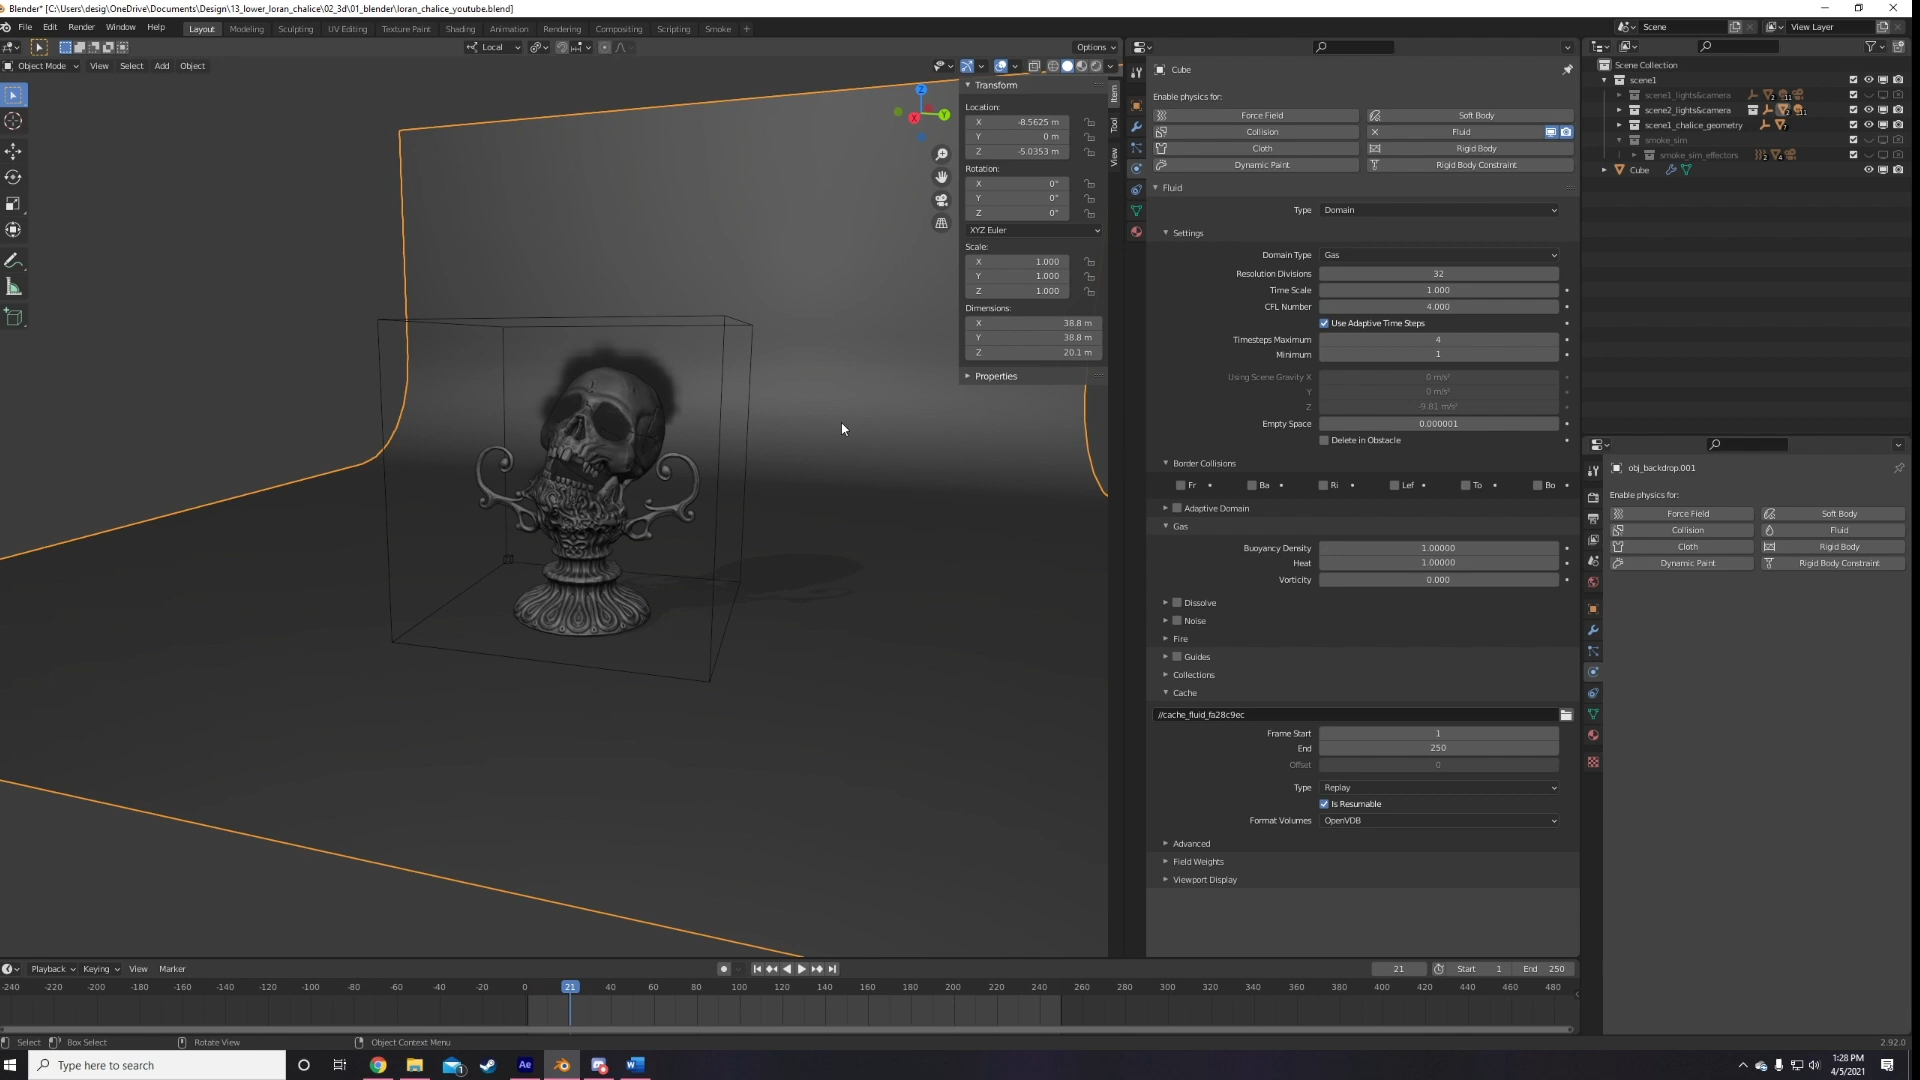 Blender* [C:\Users\desig\OneDrive\Documents\Design\13_lower_loran_chalice\02_3d\01_blender\loran_chalice_youtube.blend]
File Edit Render Window Help Layout Modeling Sculpting UV Editing Texture Paint Shading Animation Rendering Compositing Scripting Smoke + Scene View Layer
Local Options
Object Mode View Select Add Object
Transform
Location:
X -8.5625 m
Y 0 m
Z -5.0353 m
Rotation:
X 0°
Y 0°
Z 0°
XYZ Euler
Scale:
X 1.000
Y 1.000
Z 1.000
Dimensions:
X 38.8 m
Y 38.8 m
Z 20.1 m
Properties
Item
Tool
View
Z
X
Y
Cube
Enable physics for:
Force Field Soft Body
Collision Fluid
Cloth Rigid Body
Dynamic Paint Rigid Body Constraint
Fluid
Type Domain
Settings
Domain Type Gas
Resolution Divisions 32
Time Scale 1.000
CFL Number 4.000
Use Adaptive Time Steps
Timesteps Maximum 4
Minimum 1
Using Scene Gravity X 0 m/s²
Y 0 m/s²
Z -9.81 m/s²
Empty Space 0.000001
Delete in Obstacle
Border Collisions
Fr Ba Ri Lef To Bo
Adaptive Domain
Gas
Buoyancy Density 1.00000
Heat 1.00000
Vorticity 0.000
Dissolve
Noise
Fire
Guides
Collections
Cache
//cache_fluid_fa28c9ec
Frame Start 1
End 250
Offset 0
Type Replay
Is Resumable
Format Volumes OpenVDB
Advanced
Field Weights
Viewport Display
Scene Collection
scene1
scene1_lights&camera 2 11
scene2_lights&camera 2 11
scene1_chalice_geometry 7
smoke_sim
smoke_sim_effectors 2 4
Cube
obj_backdrop.001
Enable physics for:
Force Field Soft Body
Collision Fluid
Cloth Rigid Body
Dynamic Paint Rigid Body Constraint
Playback Keying View Marker 21 Start 1 End 250
-240 -220 -200 -180 -160 -140 -120 -100 -80 -60 -40 -20 0 21 40 60 80 100 120 140 160 180 200 220 240 260 280 300 320 340 360 380 400 420 440 460 480
Select Box Select Rotate View Object Context Menu 2.92.0
Type here to search 1 Ae W 1:28 PM
4/5/2021